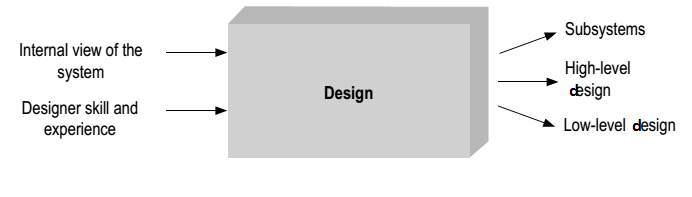 Internal view of the
system
Designer skill and
experience
Design
Subsystems
High-level
design
Low-level design